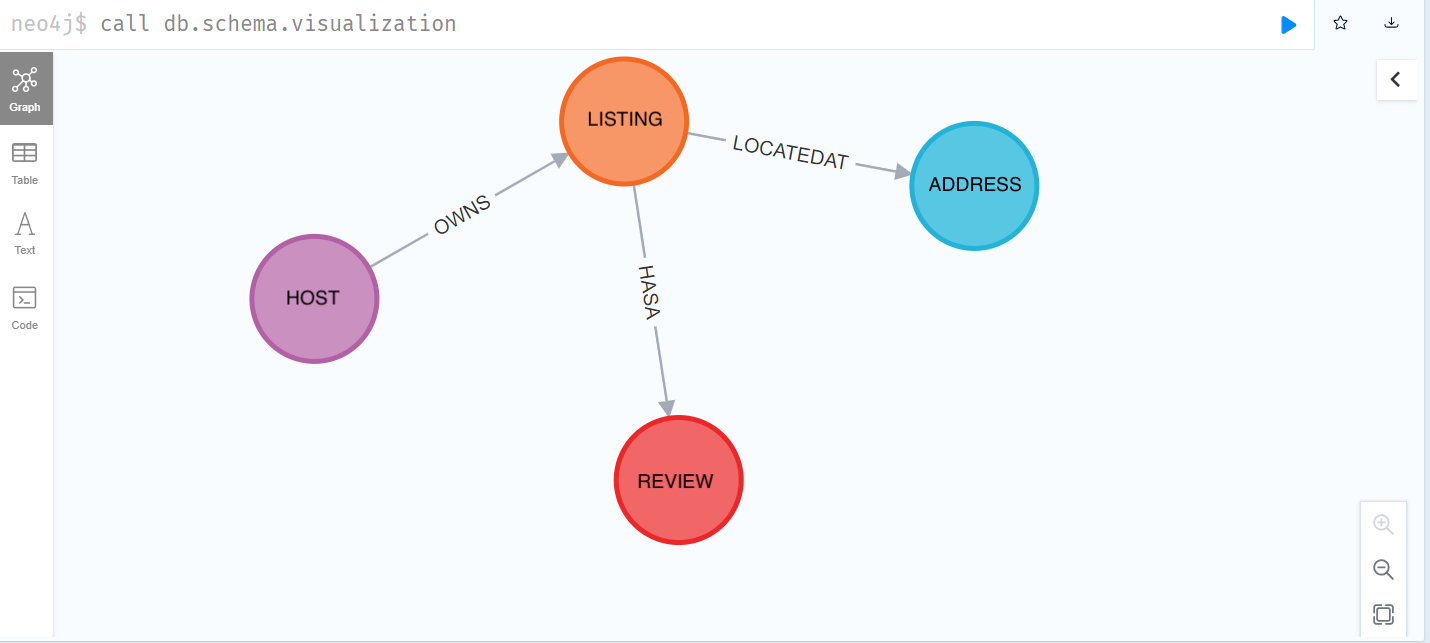 neo4j$ call db.schema.visualization
Graph
Table
Text
Code
LISTING
LOCATEDAT
ADDRESS
OWNS
HOST
HASA
REVIEW